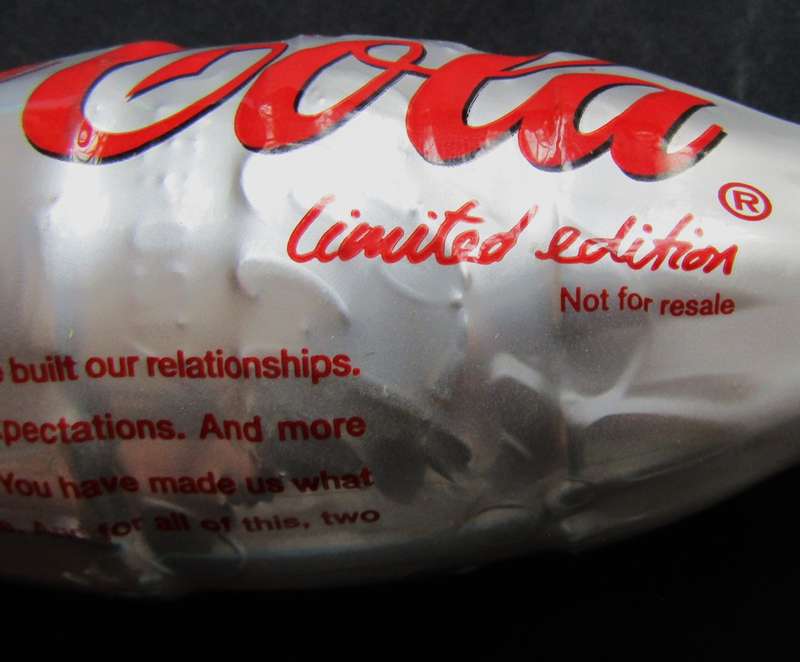 Cola ®
limited edition
Not for resale
built our relationships.
pectations. And more
You have made us what
And for all of this, two